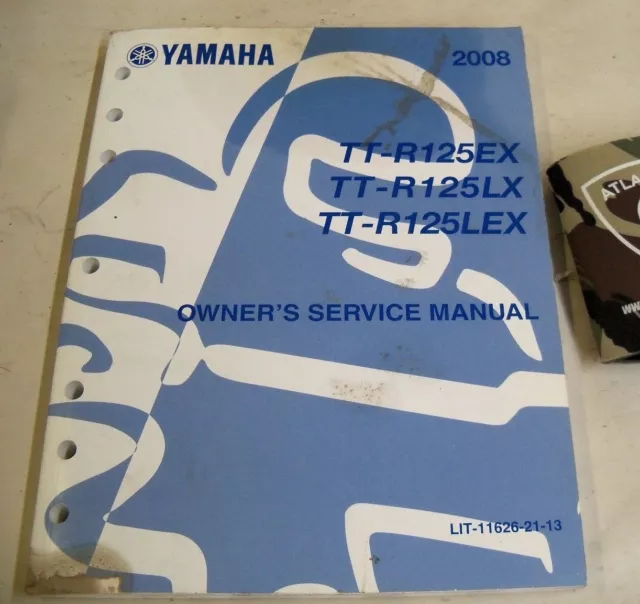 YAMAHA
2008
TT-R125EX
TT-R125LX
TT-R125LEX
OWNER'S SERVICE MANUAL
LIT-11626-21-13